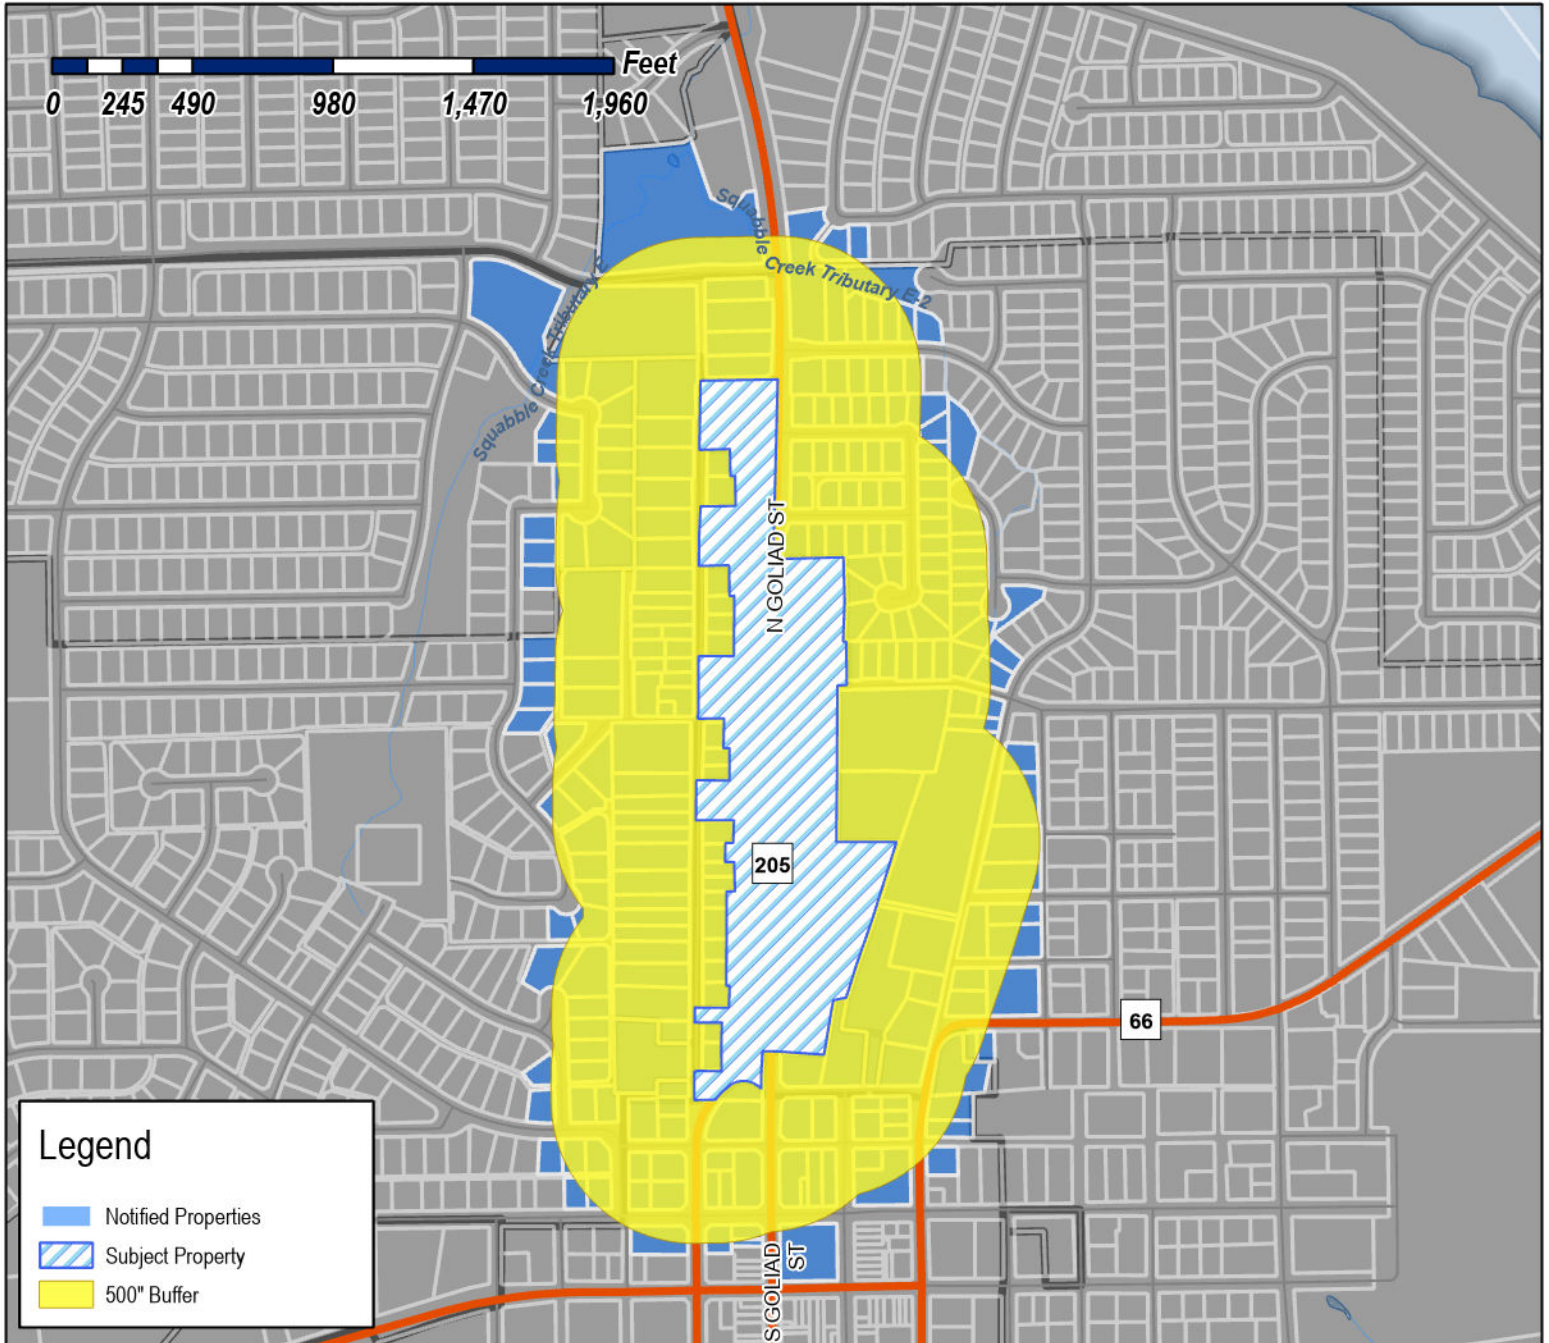 Feet
0 245 490 980 1,470 1,960
Squabble
Creek Tributary E-2
Squabble Creek Tributary E
N GOLIAD ST
205
66
Legend
Notified Properties
Subject Property
500" Buffer
S GOLIAD
ST